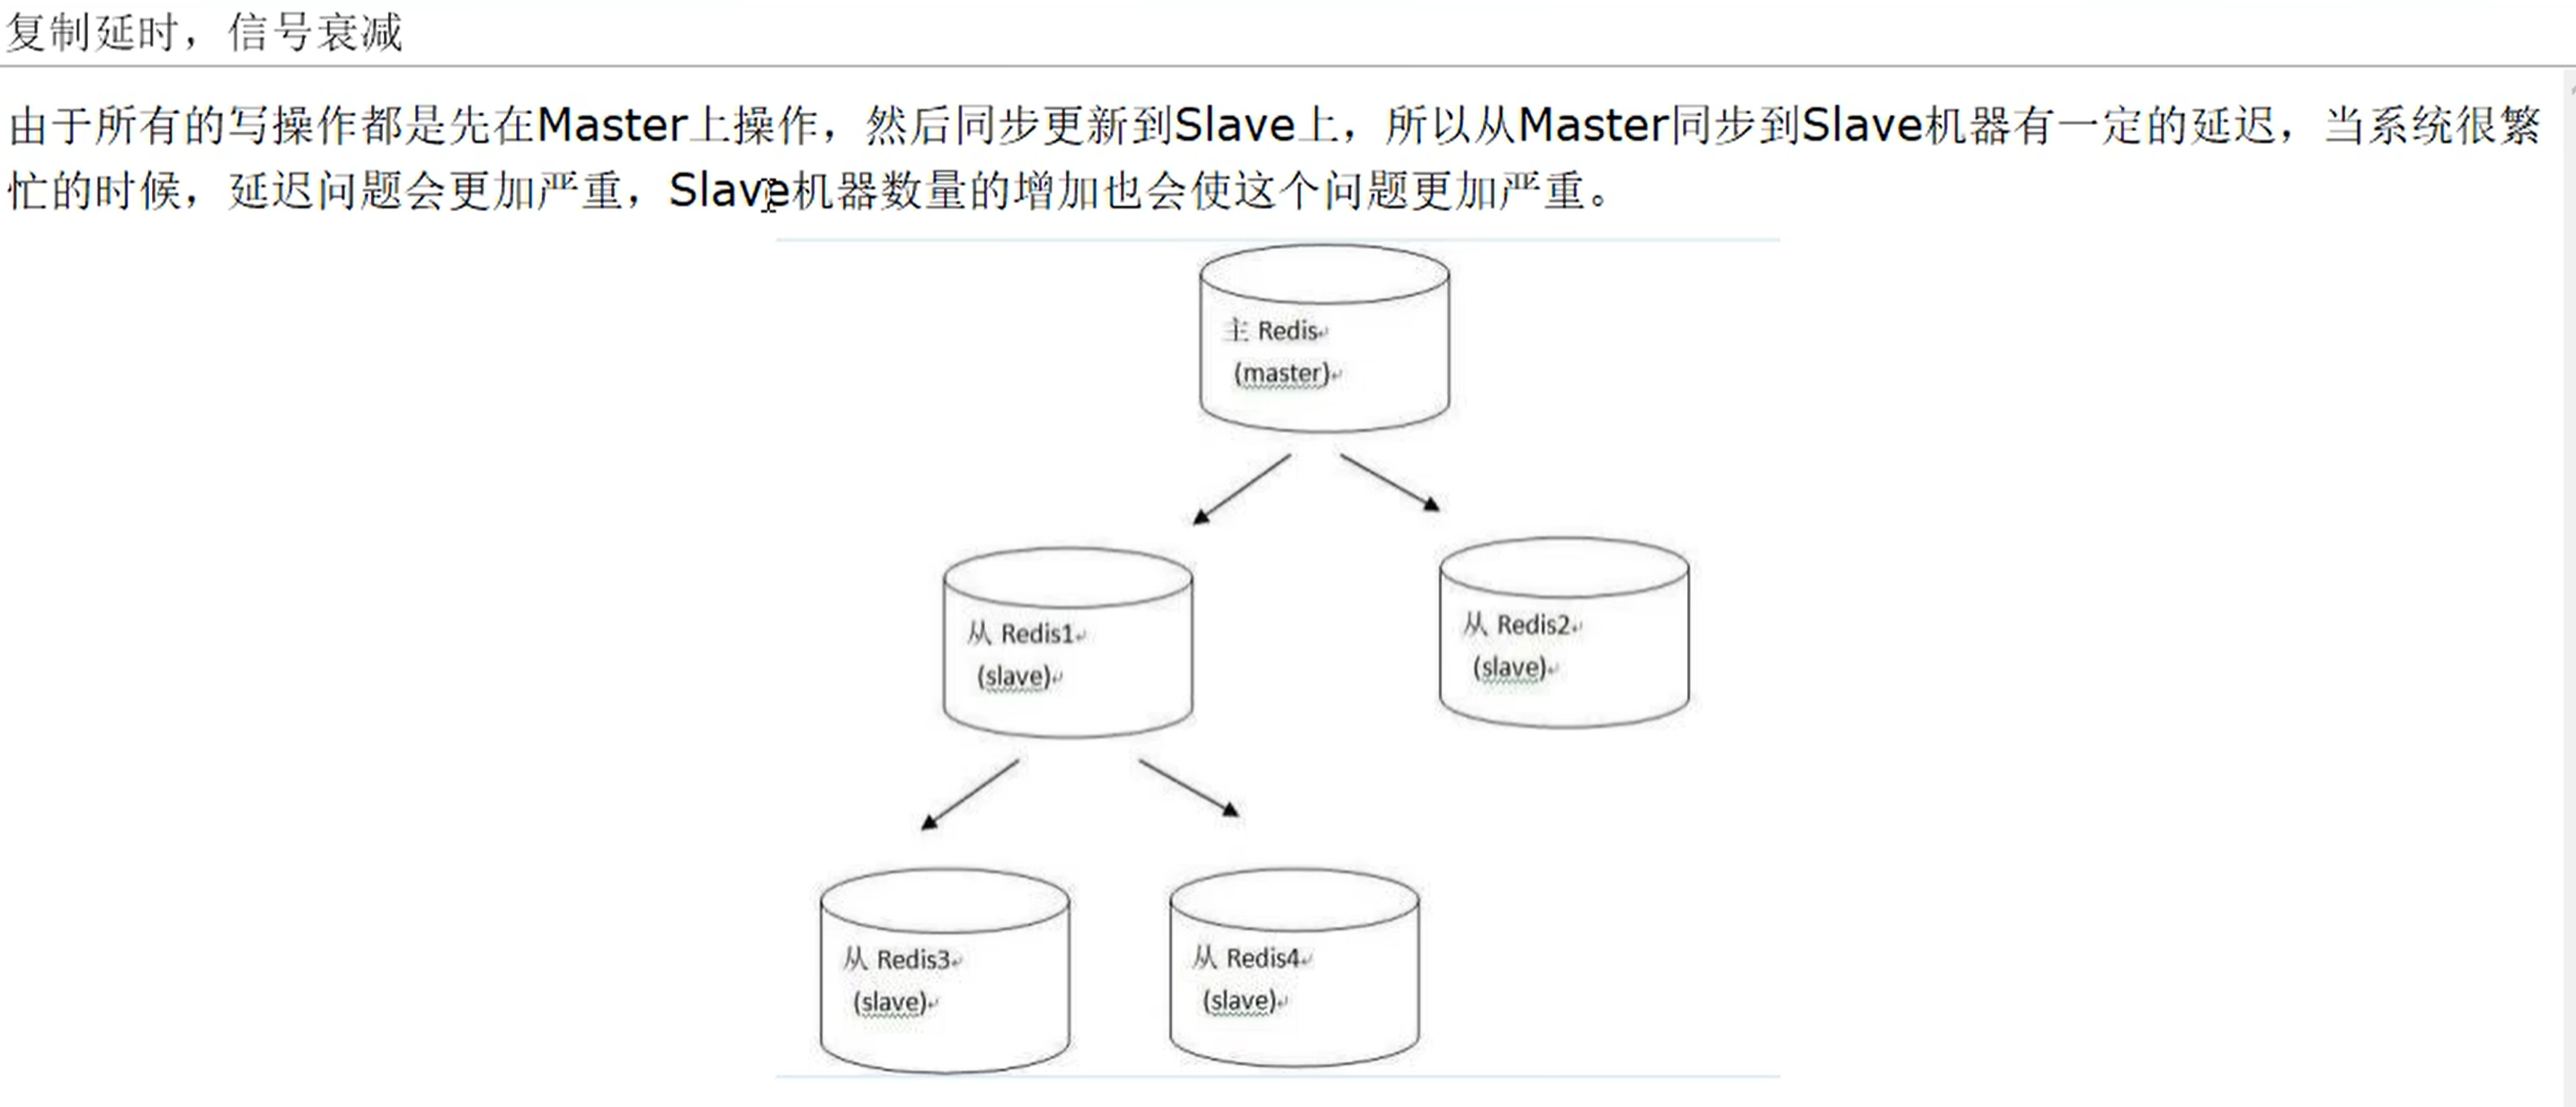 复制延时，信号衰减
由于所有的写操作都是先在Master上操作，然后同步更新到Slave上，所以从Master同步到Slave机器有一定的延迟，当系统很繁
忙的时候，延迟问题会更加严重，Slave机器数量的增加也会使这个问题更加严重。
主 Redis
(master)
从 Redis1
(slave)
从 Redis2
(slave)
从 Redis3
(slave)
从 Redis4
(slave)